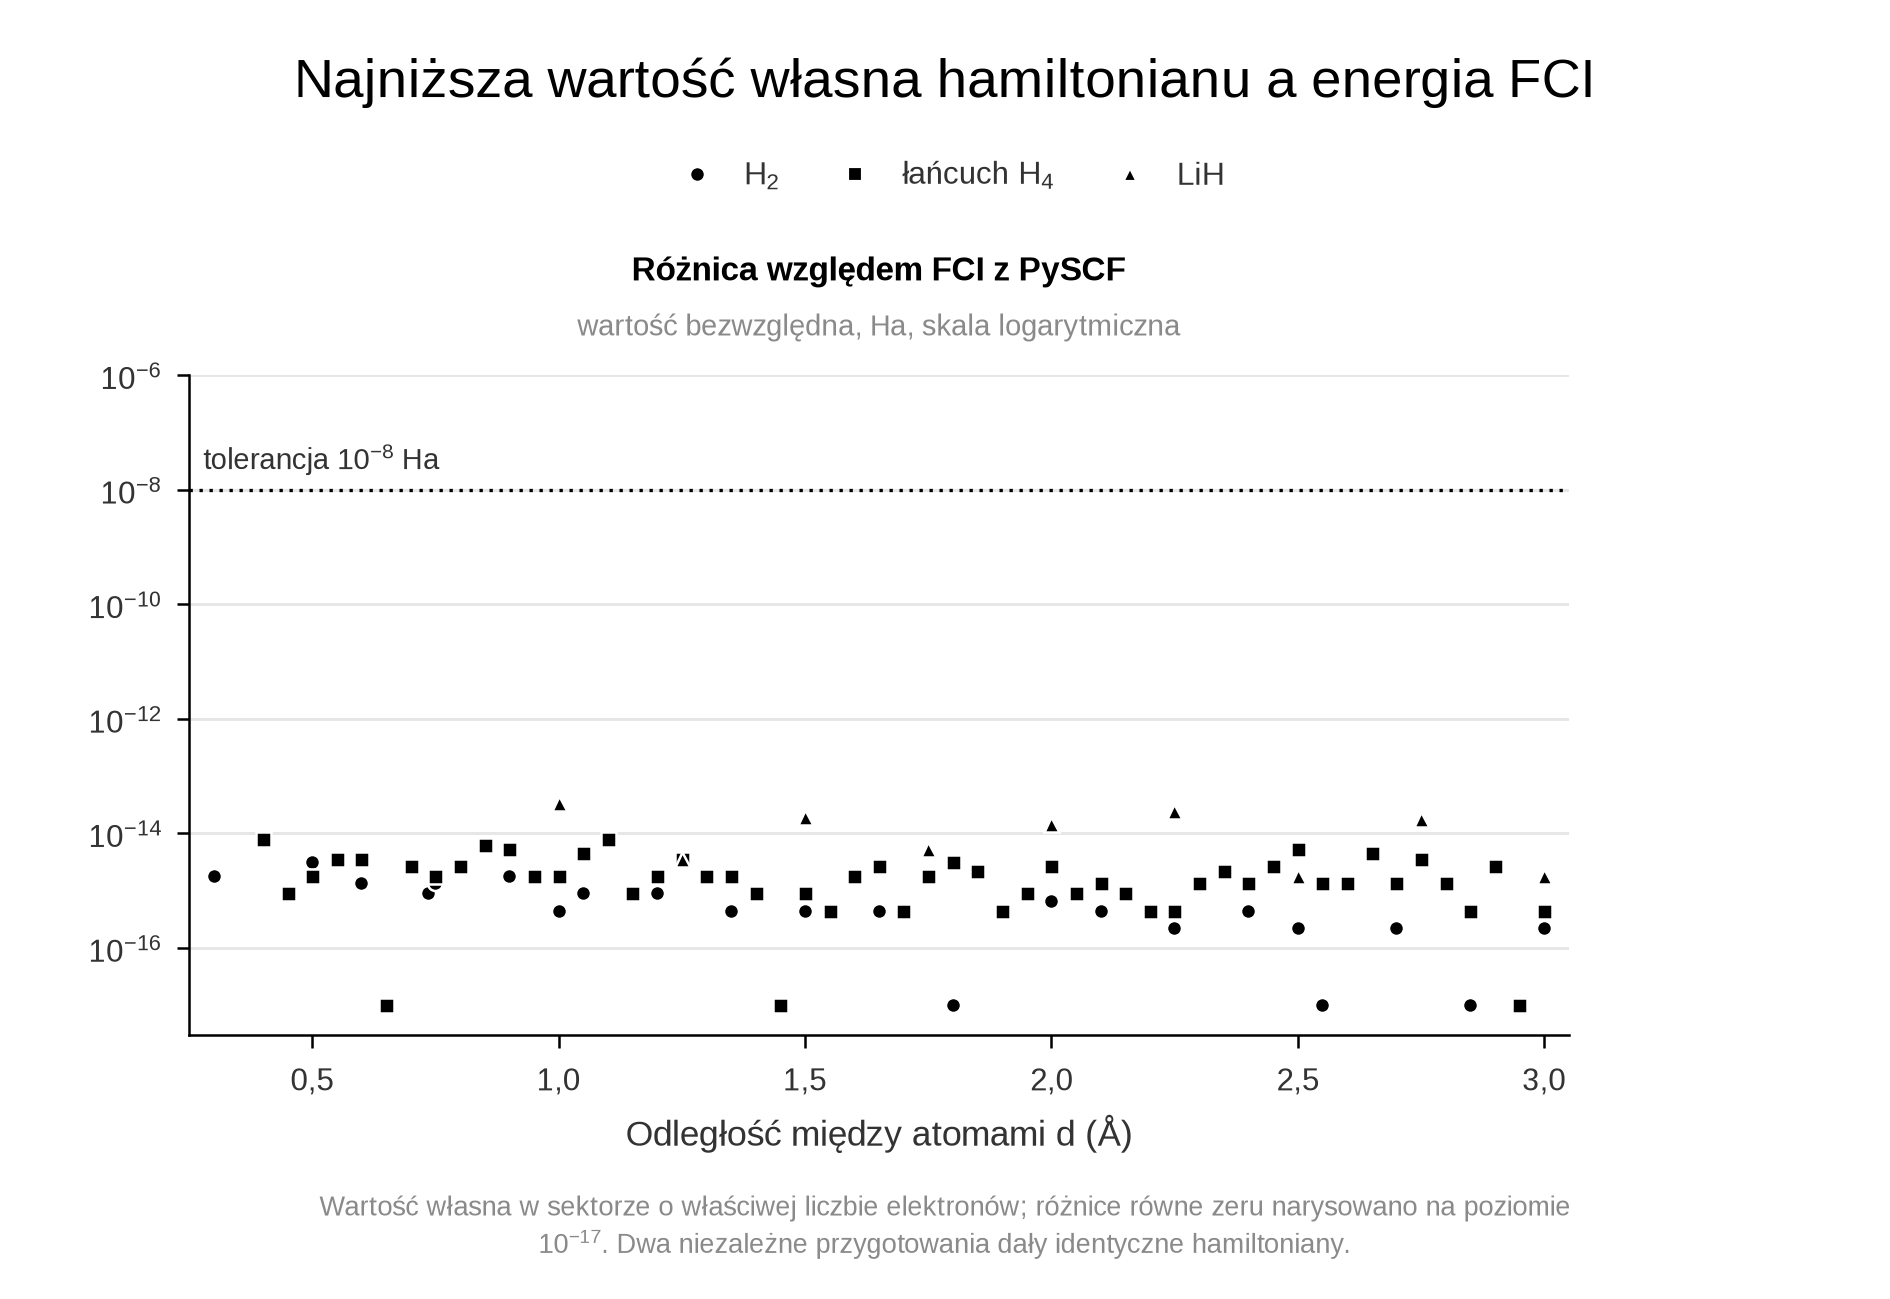 Najniższa wartość własna hamiltonianu a energia FCI
H₂ łańcuch H₄ LiH
Różnica względem FCI z PySCF
wartość bezwzględna, Ha, skala logarytmiczna
10⁻⁶
tolerancja 10⁻⁸ Ha
10⁻⁸
10⁻¹⁰
10⁻¹²
10⁻¹⁴
10⁻¹⁶
0,5 1,0 1,5 2,0 2,5 3,0
Odległość między atomami d (Å)
Wartość własna w sektorze o właściwej liczbie elektronów; różnice równe zeru narysowano na poziomie
10⁻¹⁷. Dwa niezależne przygotowania dały identyczne hamiltoniany.